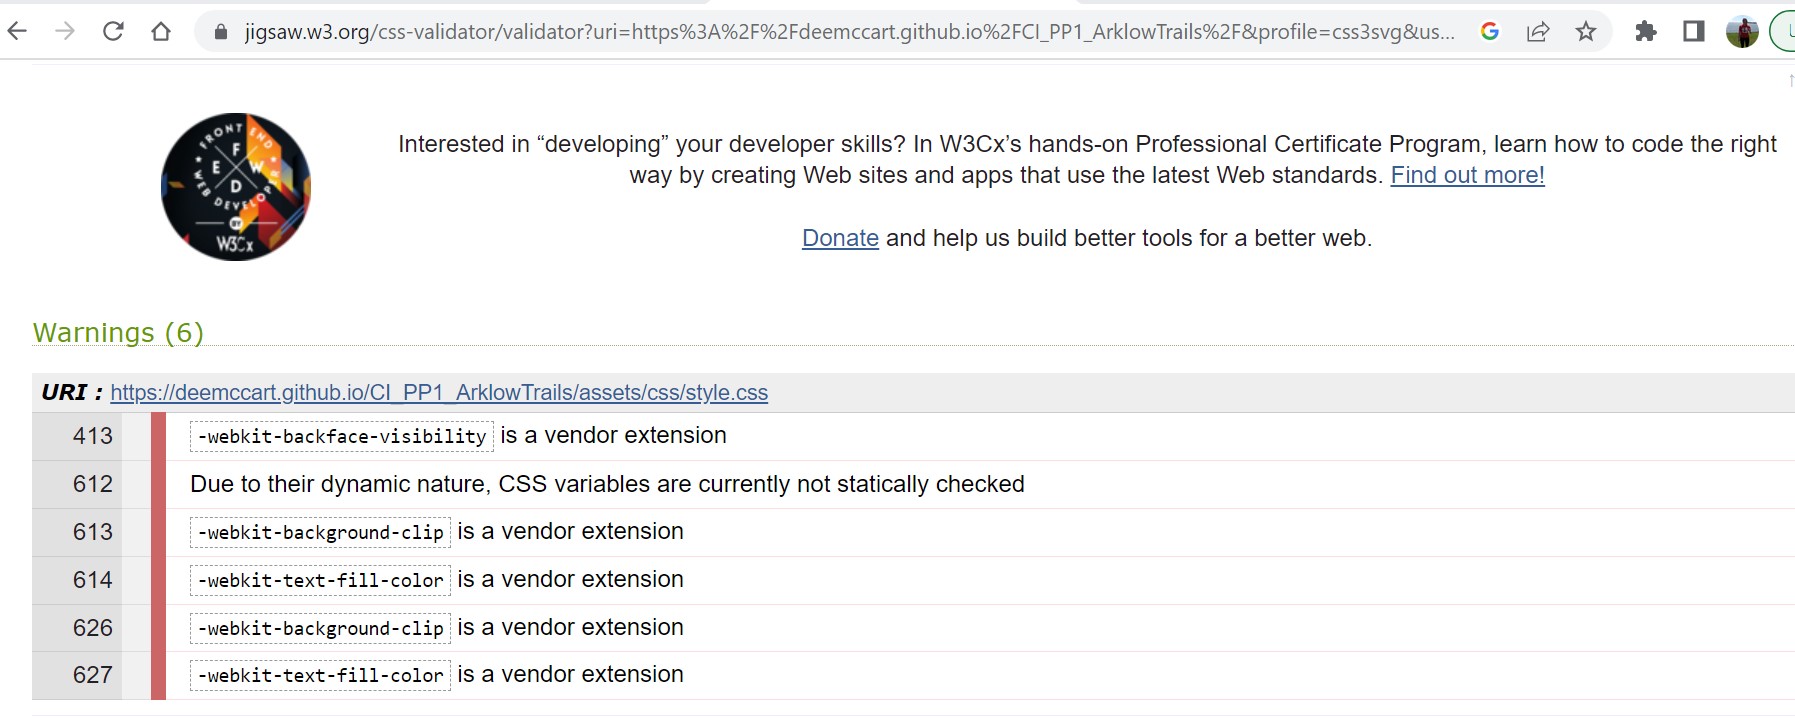 jigsaw.w3.org/css-validator/validator?uri=https%3A%2F%2Fdeemccart.github.io%2FCI_PP1_ArklowTrails%2F&profile=css3svg&us...
FRONT END
F
E W
D
WEB DEVELOPER
BY
W3Cx
Interested in “developing” your developer skills? In W3Cx’s hands-on Professional Certificate Program, learn how to code the right
way by creating Web sites and apps that use the latest Web standards. Find out more!
Donate and help us build better tools for a better web.
Warnings (6)
URI : https://deemccart.github.io/CI_PP1_ArklowTrails/assets/css/style.css
413 -webkit-backface-visibility is a vendor extension
612 Due to their dynamic nature, CSS variables are currently not statically checked
613 -webkit-background-clip is a vendor extension
614 -webkit-text-fill-color is a vendor extension
626 -webkit-background-clip is a vendor extension
627 -webkit-text-fill-color is a vendor extension